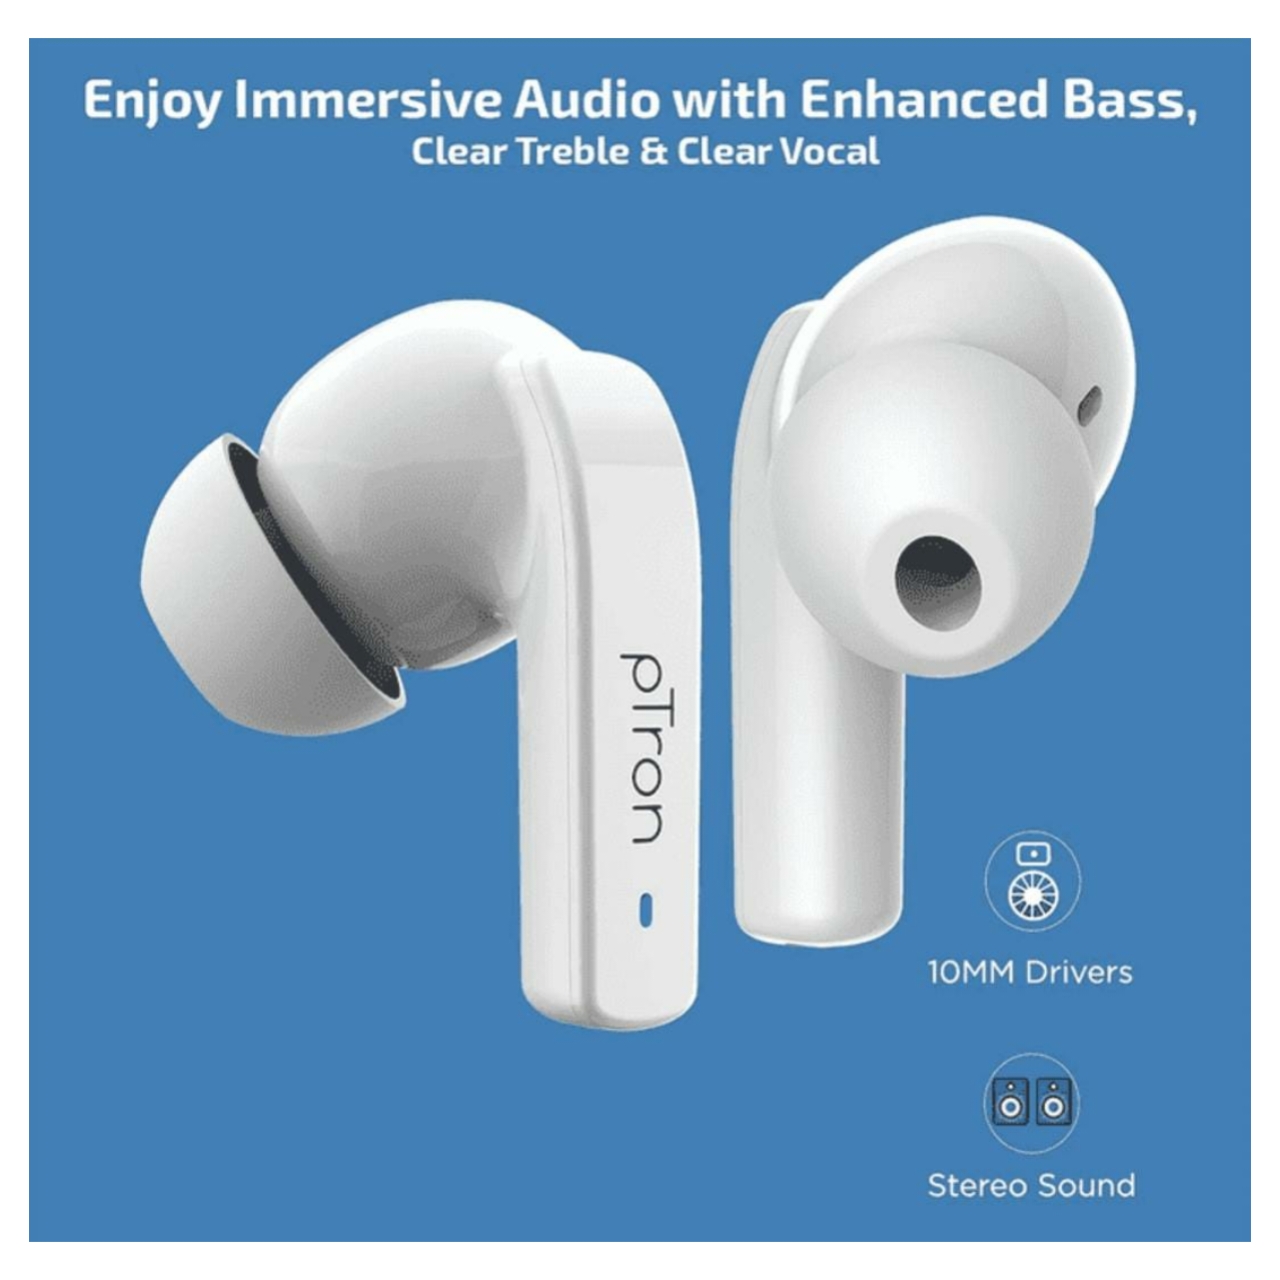 Enjoy Immersive Audio with Enhanced Bass,
Clear Treble & Clear Vocal
pTron
10MM Drivers
Stereo Sound